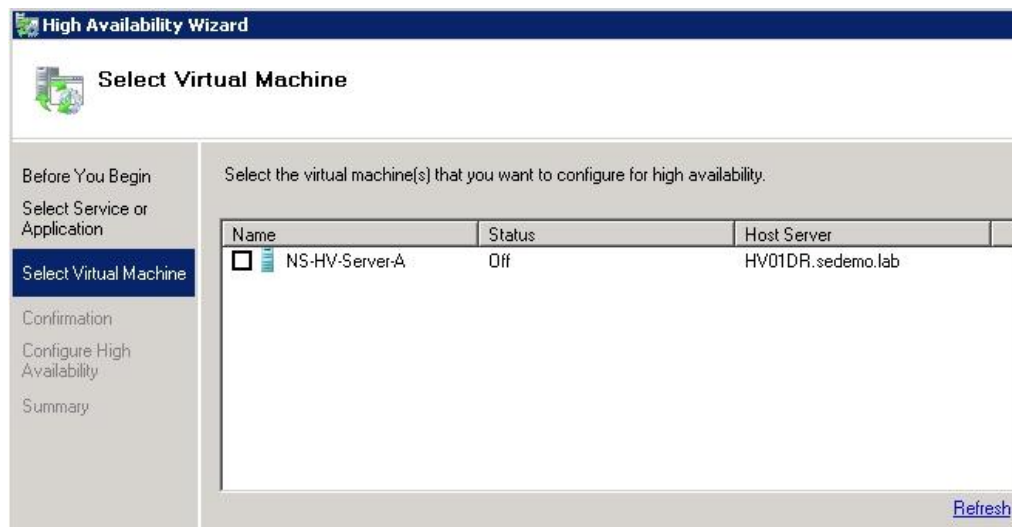 High Availability Wizard
Select Virtual Machine
Before You Begin
Select Service or
Application
Select Virtual Machine
Confirmation
Configure High
Availability
Summary
Select the virtual machine(s) that you want to configure for high availability.
Name Status Host Server
NS-HV-Server-A Off HV01DR.sedemo.lab
Refresh